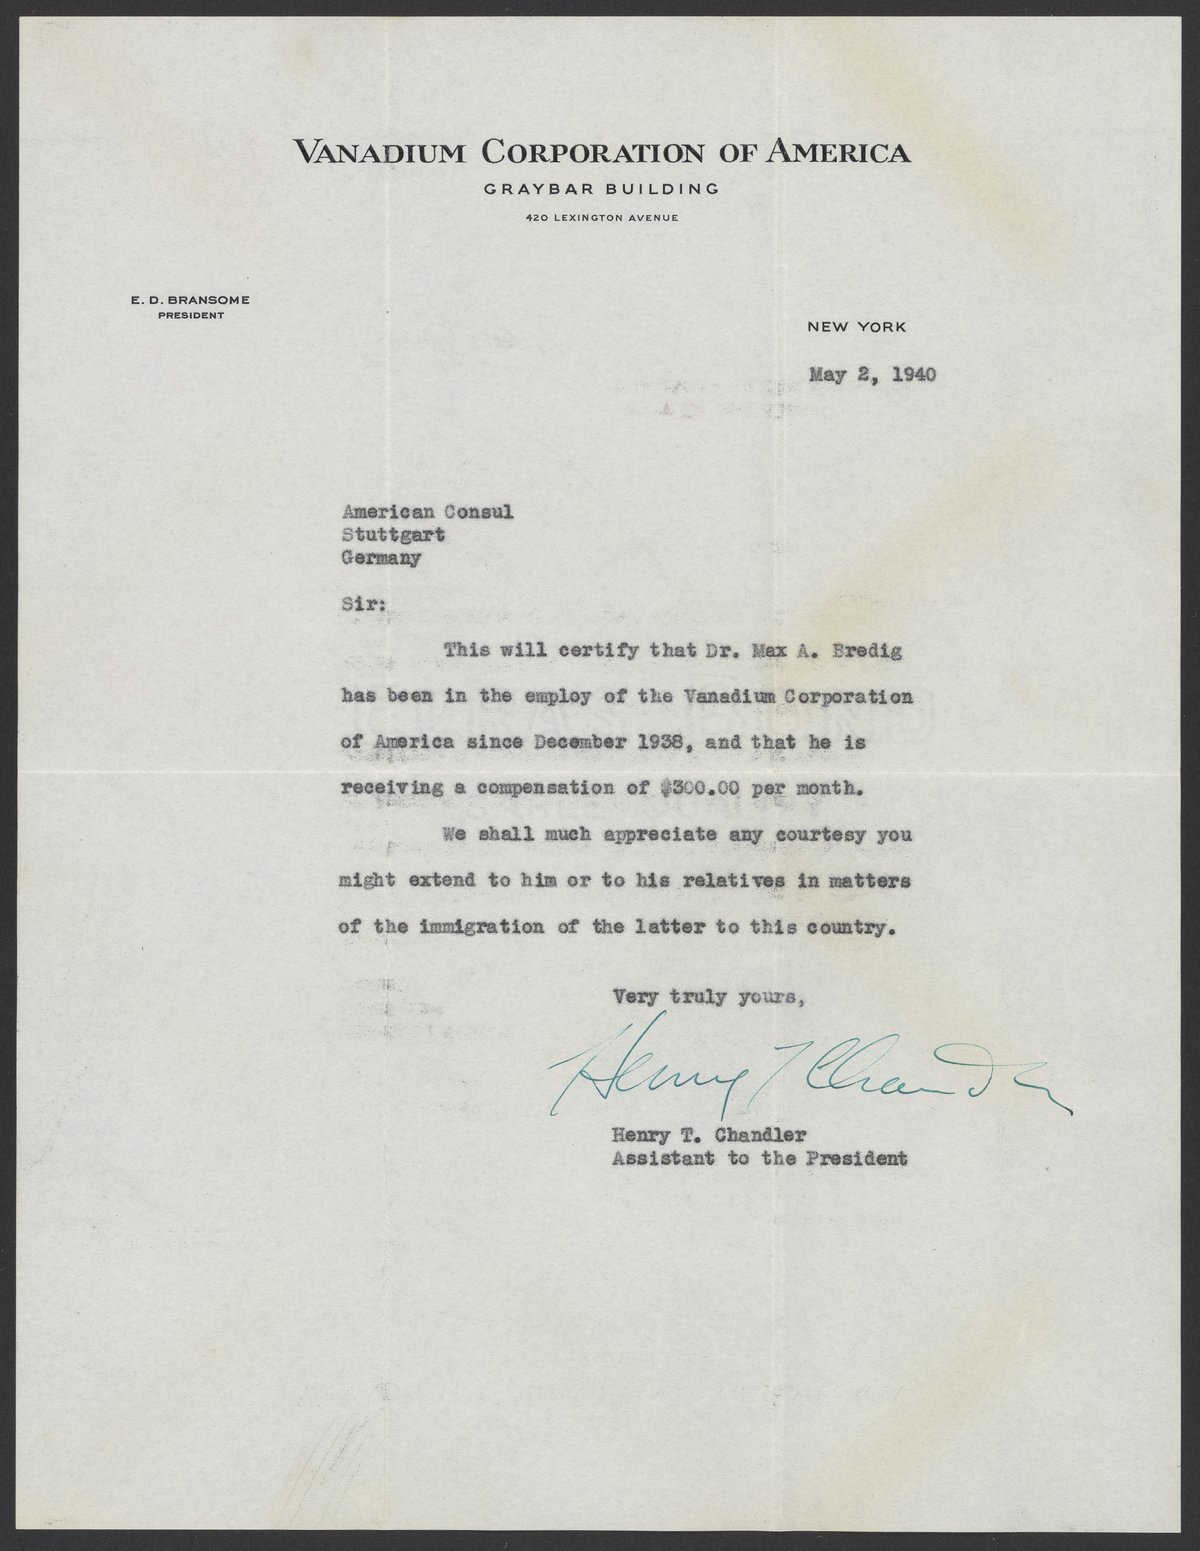 VANADIUM CORPORATION OF AMERICA
GRAYBAR BUILDING
420 LEXINGTON AVENUE
E. D. BRANSOME
PRESIDENT
NEW YORK
May 2, 1940
American Consul
Stuttgart
Germany
Sir:
This will certify that Dr. Max A. Bredig
has been in the employ of the Vanadium Corporation
of America since December 1938, and that he is
receiving a compensation of $300.00 per month.
We shall much appreciate any courtesy you
might extend to him or to his relatives in matters
of the immigration of the latter to this country.
Very truly yours,
Henry T Chandler
Henry T. Chandler
Assistant to the President